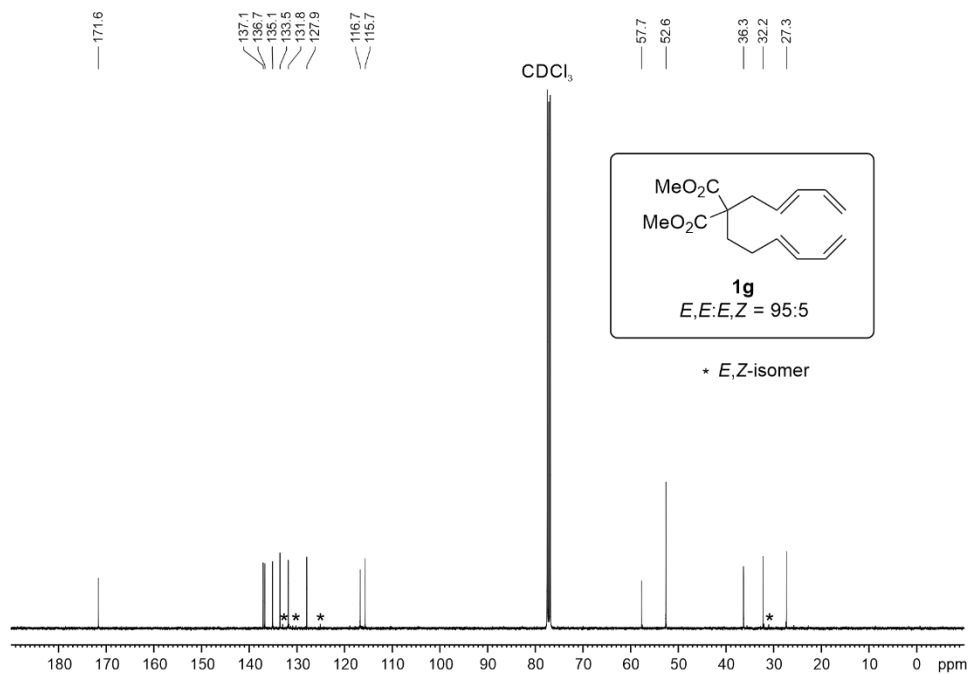 171.6
137.1
136.7
135.1
133.5
131.8
127.9
116.7
115.7
57.7
52.6
36.3
32.2
27.3
CDCl₃
MeO₂C
MeO₂C
1g
E,E:E,Z = 95:5
* E,Z-isomer
* * * *
180 170 160 150 140 130 120 110 100 90 80 70 60 50 40 30 20 10 0 ppm